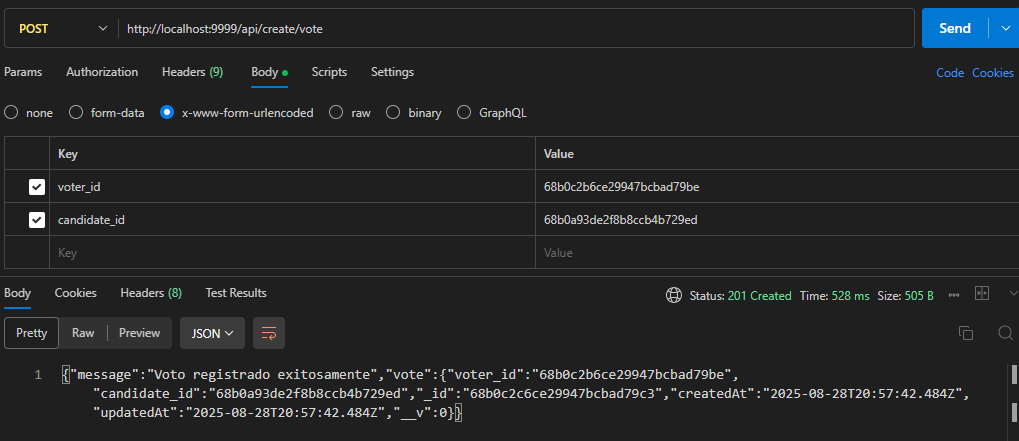 POST http://localhost:9999/api/create/vote Send
Params Authorization Headers (9) Body Scripts Settings Code Cookies
none form-data x-www-form-urlencoded raw binary GraphQL
Key Value
voter_id 68b0c2b6ce29947bcbad79be
candidate_id 68b0a93de2f8b8ccb4b729ed
Key Value
Body Cookies Headers (8) Test Results Status: 201 Created Time: 528 ms Size: 505 B
Pretty Raw Preview JSON
1 {"message":"Voto registrado exitosamente","vote":{"voter_id":"68b0c2b6ce29947bcbad79be",
"candidate_id":"68b0a93de2f8b8ccb4b729ed","_id":"68b0c2c6ce29947bcbad79c3","createdAt":"2025-08-28T20:57:42.484Z",
"updatedAt":"2025-08-28T20:57:42.484Z","__v":0}}